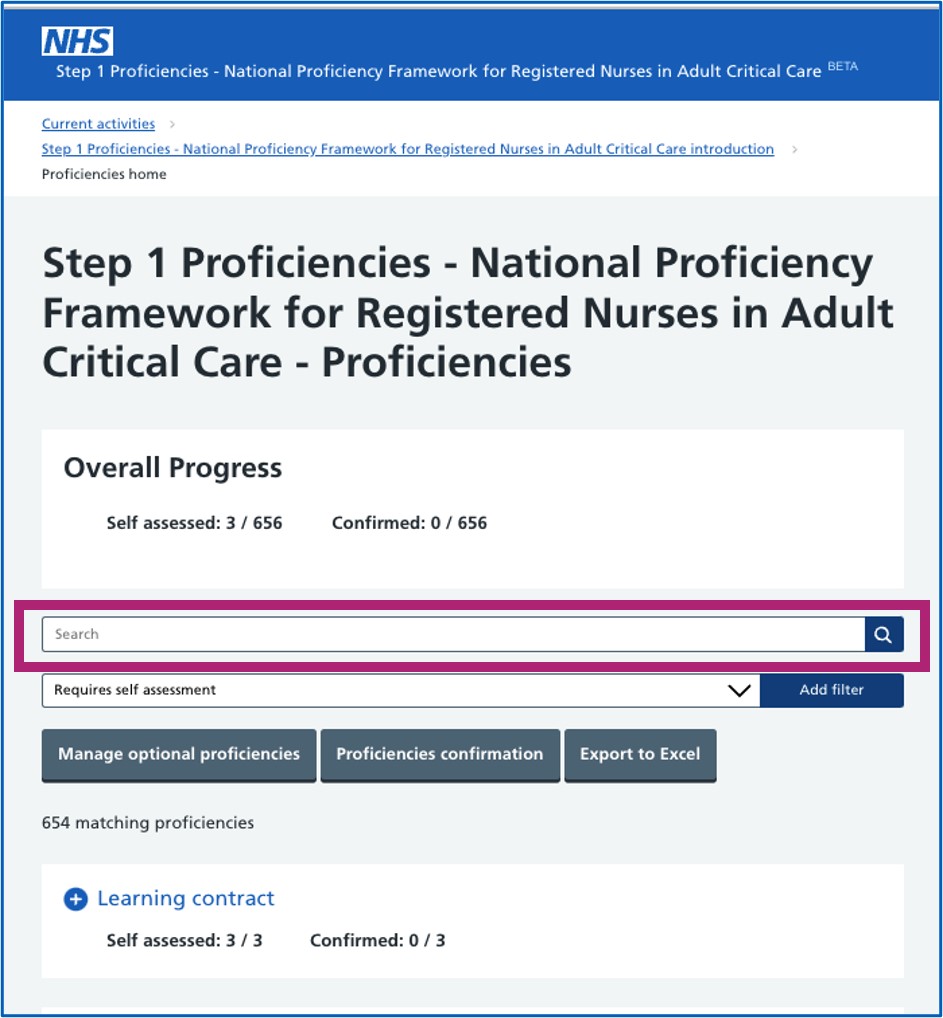 NHS
Step 1 Proficiencies - National Proficiency Framework for Registered Nurses in Adult Critical Care BETA
Current activities
Step 1 Proficiencies - National Proficiency Framework for Registered Nurses in Adult Critical Care introduction
Proficiencies home
Step 1 Proficiencies - National Proficiency
Framework for Registered Nurses in Adult
Critical Care - Proficiencies
Overall Progress
Self assessed: 3 / 656 Confirmed: 0 / 656
Search
Requires self assessment Add filter
Manage optional proficiencies Proficiencies confirmation Export to Excel
654 matching proficiencies
Learning contract
Self assessed: 3 / 3 Confirmed: 0 / 3